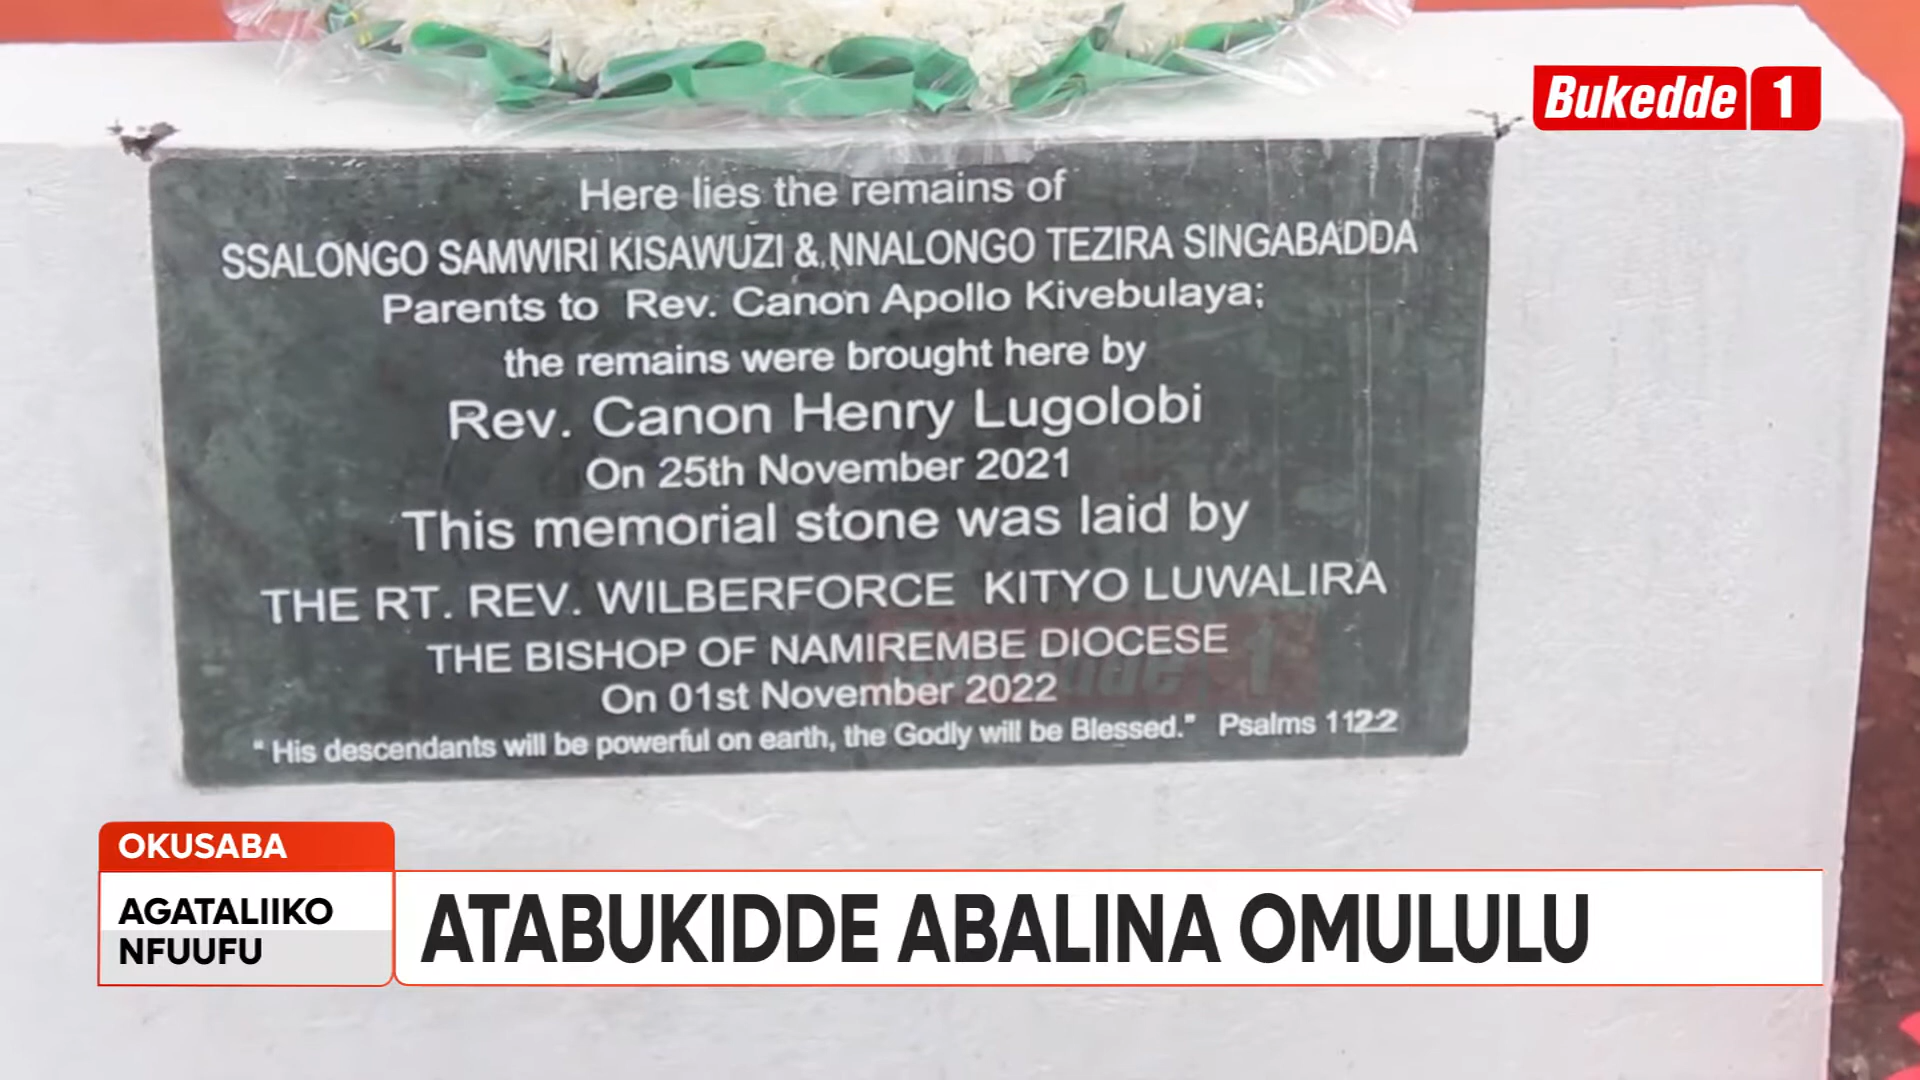 Bukedde 1
Here lies the remains of
SSALONGO SAMWIRI KISAWUZI & NNALONGO TEZIRA SINGABADDA
Parents to Rev. Canon Apollo Kivebulaya;
the remains were brought here by
Rev. Canon Henry Lugolobi
On 25th November 2021
This memorial stone was laid by
THE RT. REV. WILBERFORCE KITYO LUWALIRA
THE BISHOP OF NAMIREMBE DIOCESE
On 01st November 2022
“ His descendants will be powerful on earth, the Godly will be Blessed.” Psalms 112:2
OKUSABA
AGATALIIKO
NFUUFU
ATABUKIDDE ABALINA OMULULU